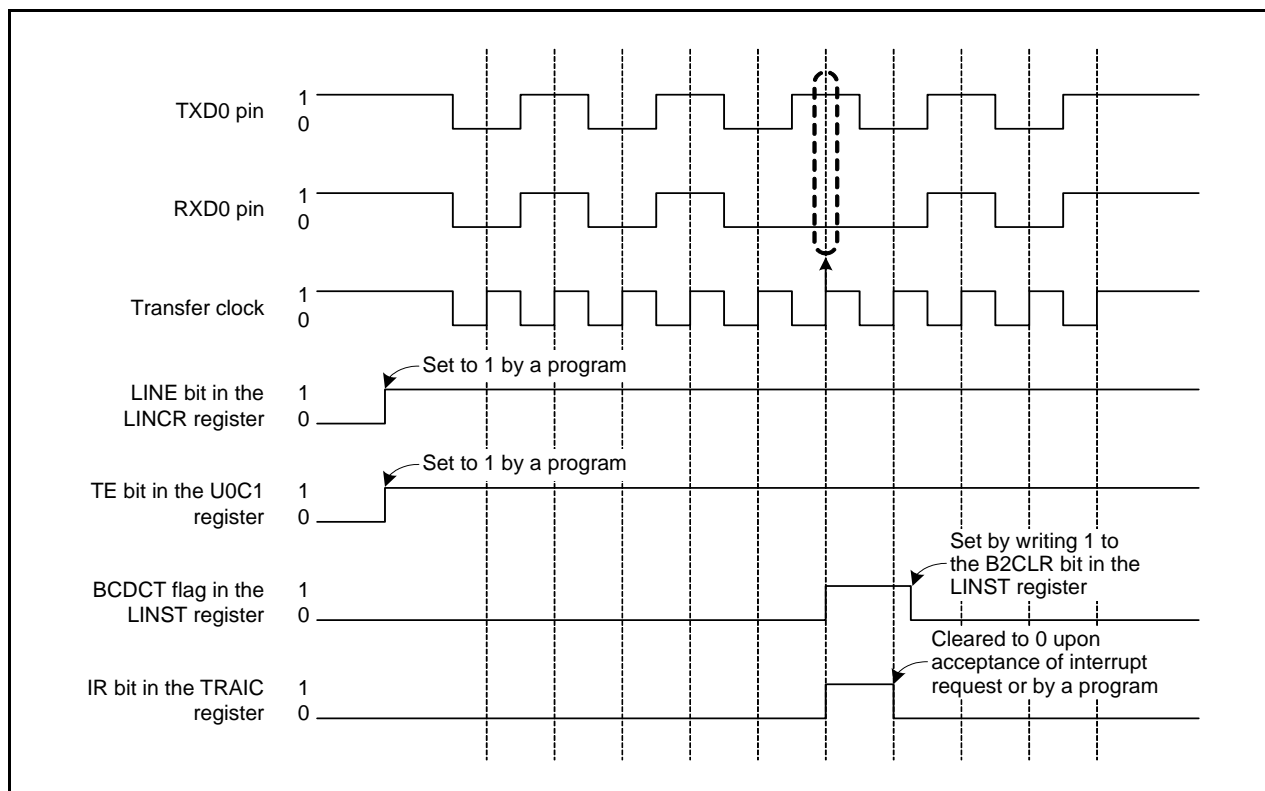 TXD0 pin
1
0
RXD0 pin
1
0
Transfer clock
1
0
Set to 1 by a program
LINE bit in the
LINCR register
1
0
Set to 1 by a program
TE bit in the U0C1
register
1
0
Set by writing 1 to
the B2CLR bit in the
LINST register
BCDCT flag in the
LINST register
1
0
Cleared to 0 upon
acceptance of interrupt
request or by a program
IR bit in the TRAIC
register
1
0